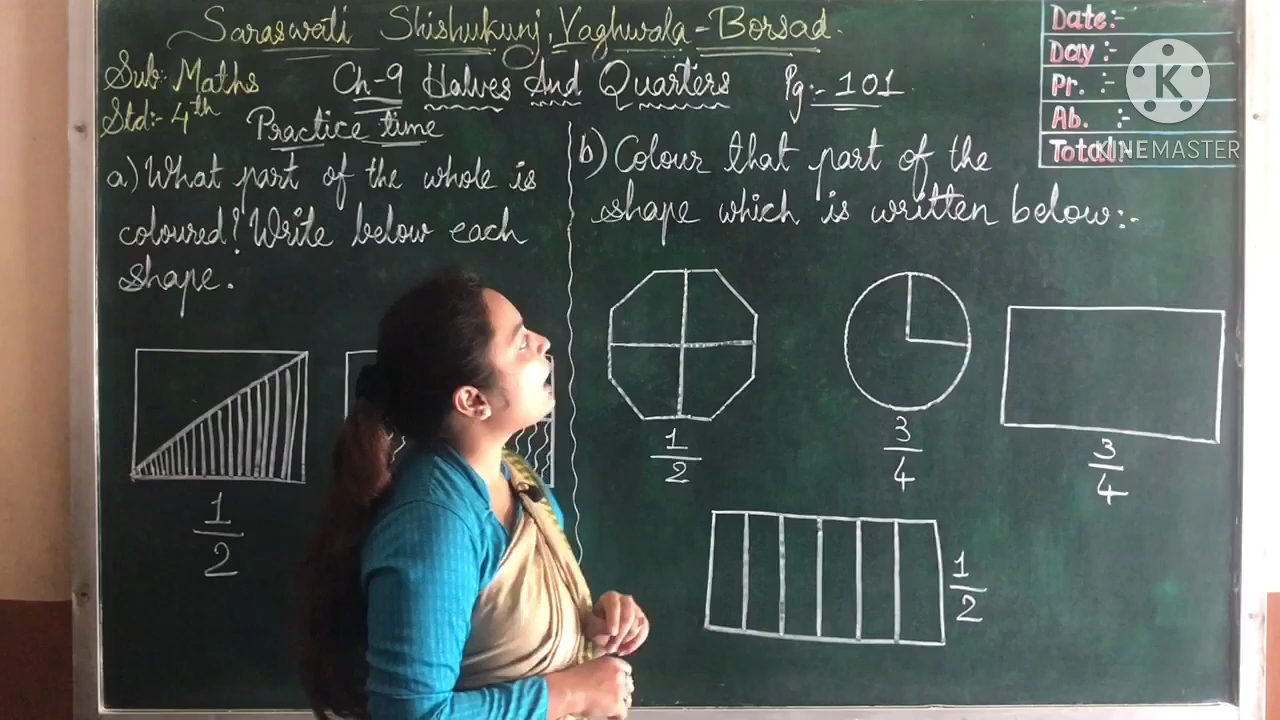 Saraswati Shishukunj, Vaghwala - Borsad.
Sub: Maths
Std:- 4th
Ch-9 Halves And Quarters Pg:- 101.
Date:-
Day :-
Pr. :-
Ab. :-
Total:-
K
KINEMASTER
Practice time
a) What part of the whole is
coloured? Write below each
shape.
1/2
b) Colour that part of the
shape which is written below:-
1/2
3/4
3/4
1/2